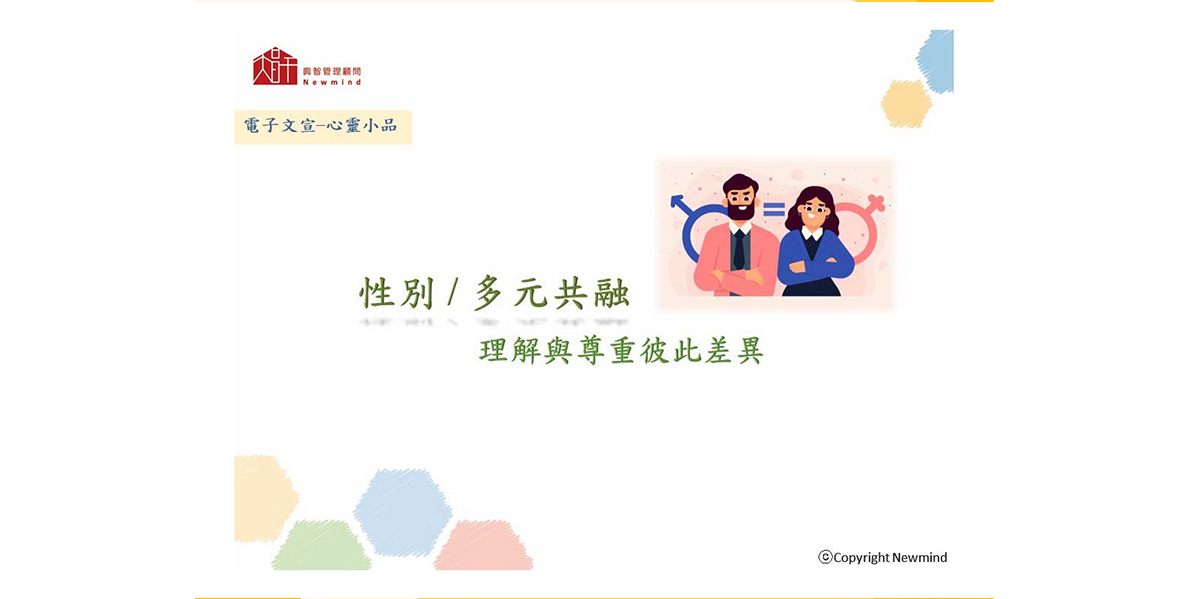 興智管理顧問
Newmind
電子文宣-心靈小品
性別/多元共融
理解與尊重彼此差異
ⓒCopyright Newmind